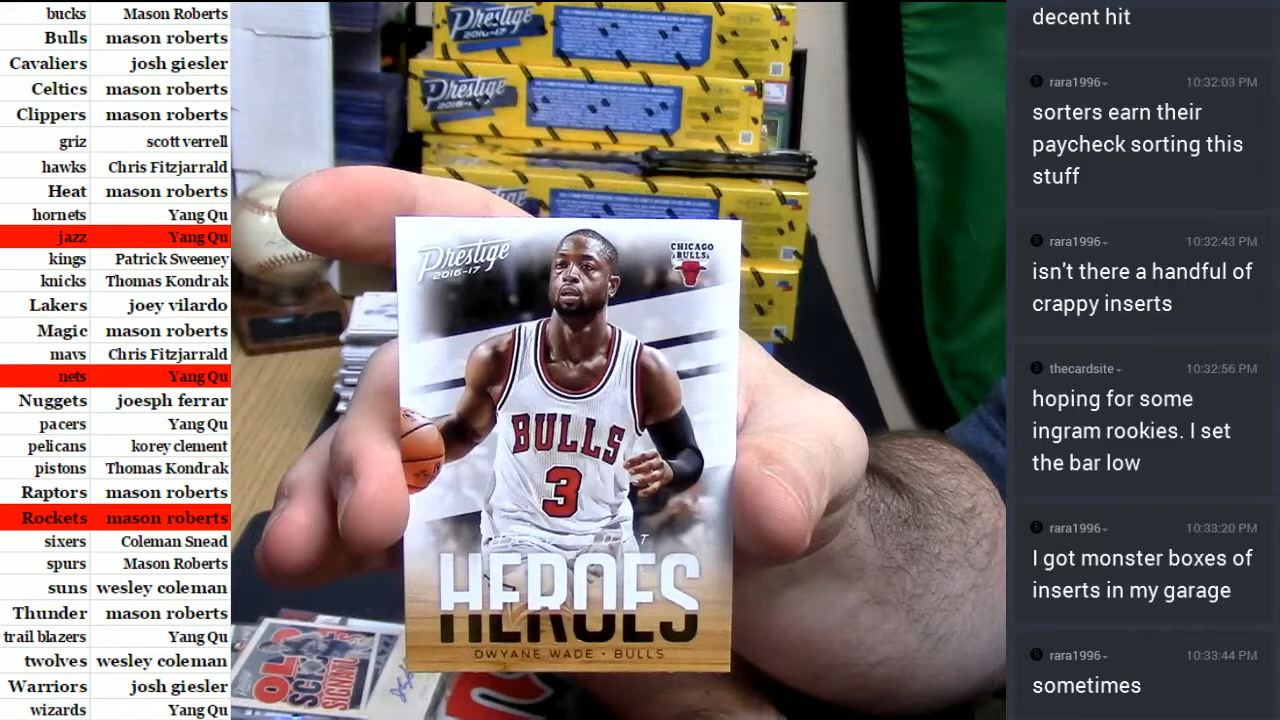 bucks Mason Roberts
Bulls mason roberts
Cavaliers josh giesler
Celtics mason roberts
Clippers mason roberts
griz scott verrell
hawks Chris Fitzjarrald
Heat mason roberts
hornets Yang Qu
jazz Yang Qu
kings Patrick Sweeney
knicks Thomas Kondrak
Lakers joey vilardo
Magic mason roberts
mavs Chris Fitzjarrald
nets Yang Qu
Nuggets joesph ferrar
pacers Yang Qu
pelicans korey clement
pistons Thomas Kondrak
Raptors mason roberts
Rockets mason roberts
sixers Coleman Snead
spurs Mason Roberts
suns wesley coleman
Thunder mason roberts
trail blazers Yang Qu
twolves wesley coleman
Warriors josh giesler
wizards Yang Qu
Prestige
2016-17
Prestige
Prestige
2016-17
CHICAGO
BULLS
BULLS
3
HEROES
DWYANE WADE • BULLS
OLD
SCHOOL
SIGNATURES
decent hit
rara1996 10:32:03 PM
sorters earn their
paycheck sorting this
stuff
rara1996 10:32:43 PM
isn't there a handful of
crappy inserts
thecardsite 10:32:56 PM
hoping for some
ingram rookies. I set
the bar low
rara1996 10:33:20 PM
I got monster boxes of
inserts in my garage
rara1996 10:33:44 PM
sometimes